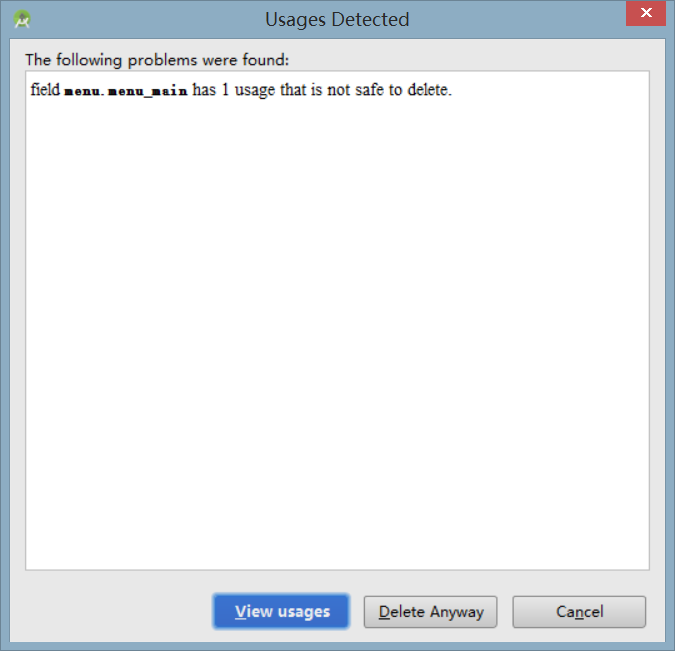 Usages Detected
The following problems were found:
field menu.menu_main has 1 usage that is not safe to delete.
View usages
Delete Anyway
Cancel